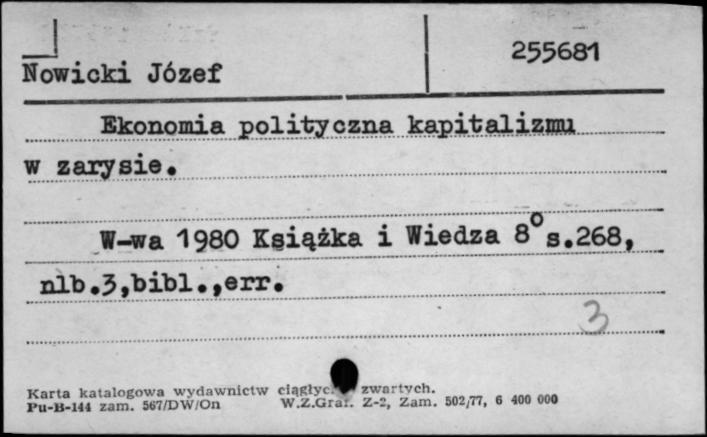 255681
Nowicki Józef
Ekonomia polityczna kapitalizmu
w zarysie.
W-wa 1980 Książka i Wiedza 8° s.268,
nlb.3,bibl.,err.
3
Karta katalogowa wydawnictw zwartych.
Pu-B-144 zam. 567/DW/On W.Z.Graf. Z-2, Zam. 502/77, 6 400 000